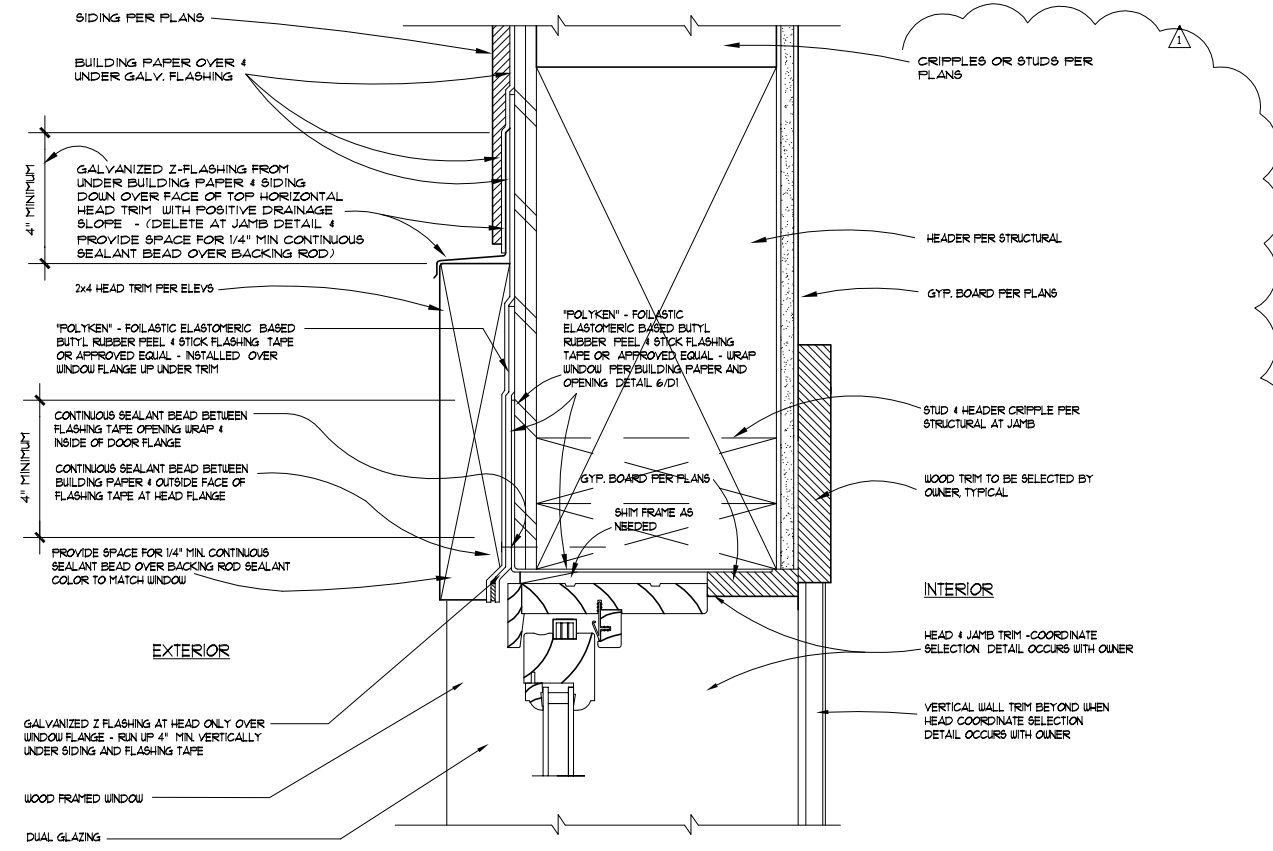 SIDING PER PLANS
BUILDING PAPER OVER &
UNDER GALV. FLASHING
4" MINIMUM
GALVANIZED Z-FLASHING FROM
UNDER BUILDING PAPER & SIDING
DOWN OVER FACE OF TOP HORIZONTAL
HEAD TRIM WITH POSITIVE DRAINAGE
SLOPE - (DELETE AT JAMB DETAIL &
PROVIDE SPACE FOR 1/4" MIN CONTINUOUS
SEALANT BEAD OVER BACKING ROD)
2x4 HEAD TRIM PER ELEVS
"POLYKEN" - FOILASTIC ELASTOMERIC BASED
BUTYL RUBBER PEEL & STICK FLASHING TAPE
OR APPROVED EQUAL - INSTALLED OVER
WINDOW FLANGE UP UNDER TRIM
4" MINIMUM
CONTINUOUS SEALANT BEAD BETWEEN
FLASHING TAPE OPENING WRAP &
INSIDE OF DOOR FLANGE
CONTINUOUS SEALANT BEAD BETWEEN
BUILDING PAPER & OUTSIDE FACE OF
FLASHING TAPE AT HEAD FLANGE
PROVIDE SPACE FOR 1/4" MIN. CONTINUOUS
SEALANT BEAD OVER BACKING ROD SEALANT
COLOR TO MATCH WINDOW
EXTERIOR
GALVANIZED Z FLASHING AT HEAD ONLY OVER
WINDOW FLANGE - RUN UP 4" MIN. VERTICALLY
UNDER SIDING AND FLASHING TAPE
WOOD FRAMED WINDOW
DUAL GLAZING
"POLYKEN" - FOILASTIC
ELASTOMERIC BASED BUTYL
RUBBER PEEL & STICK FLASHING
TAPE OR APPROVED EQUAL - WRAP
WINDOW PER BUILDING PAPER AND
OPENING DETAIL 6/D1
GYP. BOARD PER PLANS
SHIM FRAME AS
NEEDED
1
CRIPPLES OR STUDS PER
PLANS
HEADER PER STRUCTURAL
GYP. BOARD PER PLANS
STUD & HEADER CRIPPLE PER
STRUCTURAL AT JAMB
WOOD TRIM TO BE SELECTED BY
OWNER, TYPICAL
INTERIOR
HEAD & JAMB TRIM -COORDINATE
SELECTION DETAIL OCCURS WITH OWNER
VERTICAL WALL TRIM BEYOND WHEN
HEAD COORDINATE SELECTION
DETAIL OCCURS WITH OWNER